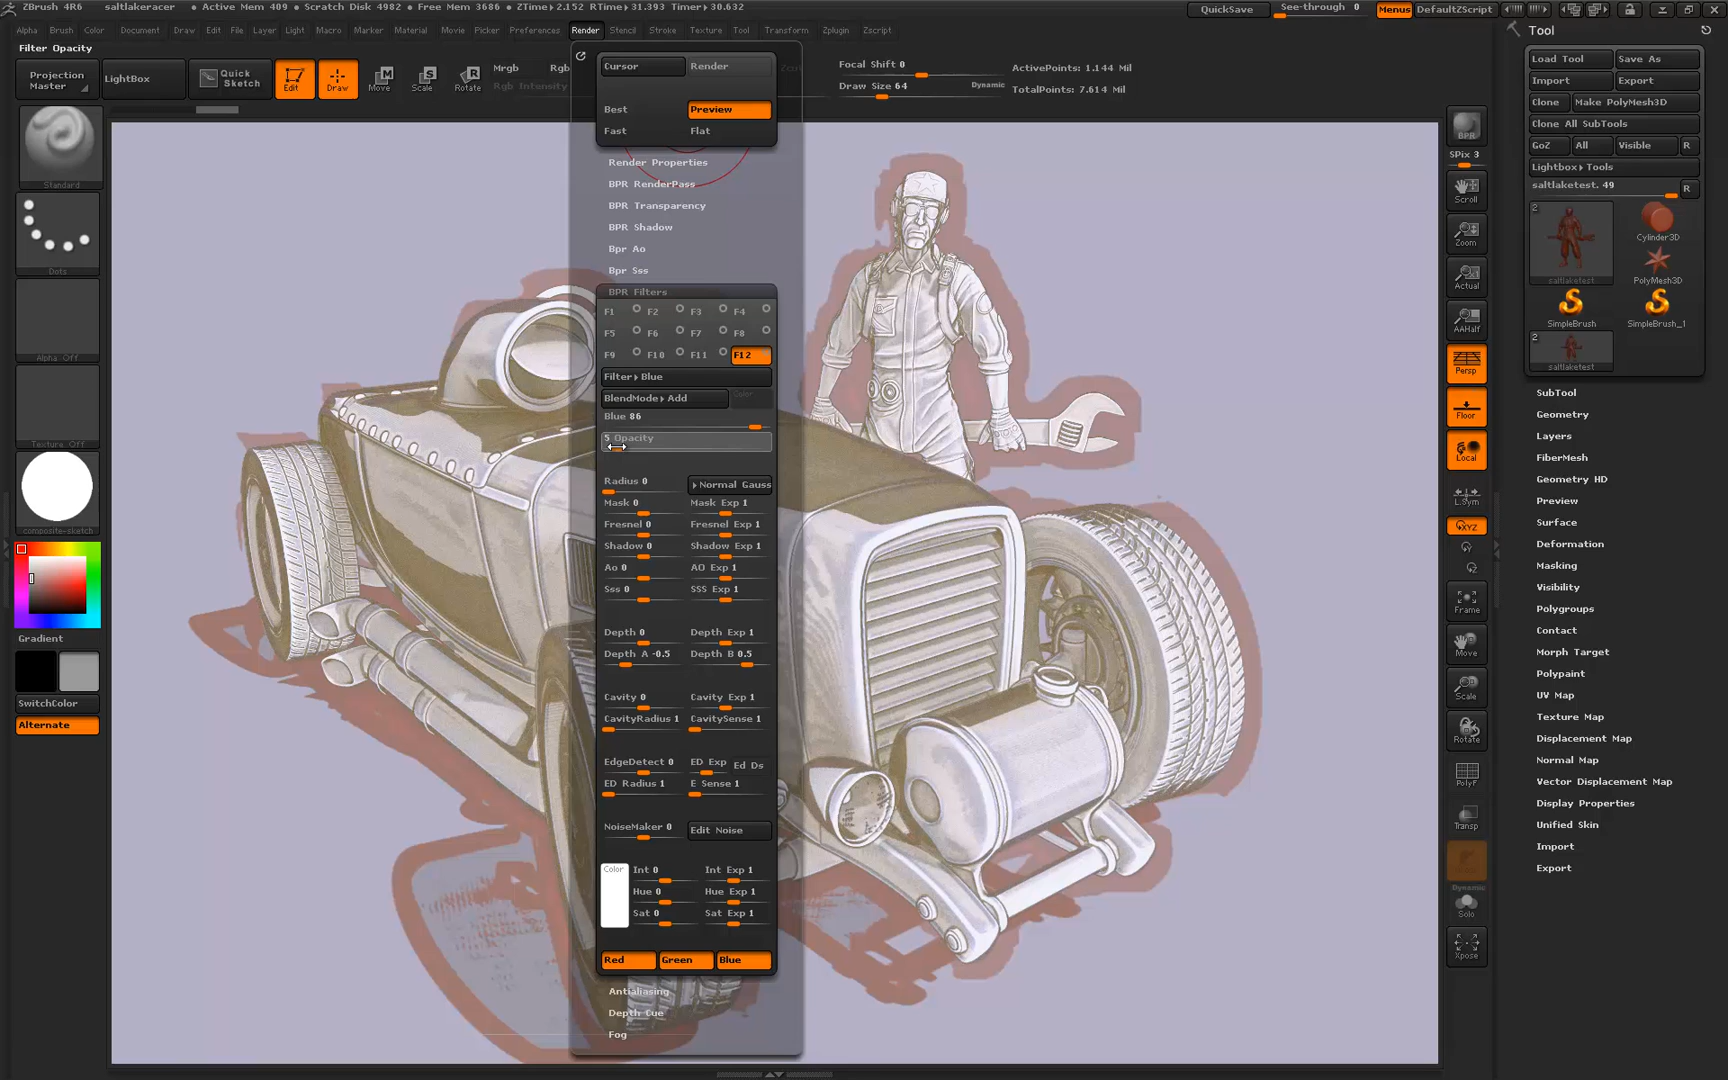 ZBrush 4R6 saltlakeracer • Active Mem 409 • Scratch Disk 4982 • Free Mem 3686 • ZTime▸2.152 RTime▸31.393 Timer▸30.632 QuickSave See-through 0 Menus DefaultZScript
Alpha Brush Color Document Draw Edit File Layer Light Macro Marker Material Movie Picker Preferences Render Stencil Stroke Texture Tool Transform Zplugin Zscript
Filter Opacity
Projection Master
LightBox
Quick Sketch
Edit
Draw
Move
Scale
Rotate
Mrgb Rgb
Rgb Intensity
Focal Shift 0
Draw Size 64 Dynamic
ActivePoints: 1.144 Mil
TotalPoints: 7.614 Mil
Standard
Dots
Alpha Off
Texture Off
composite-sketch
Gradient
SwitchColor
Alternate
Cursor Render
Best Preview
Fast Flat
Render Properties
BPR RenderPass
BPR Transparency
BPR Shadow
Bpr Ao
Bpr Sss
BPR Filters
F1 F2 F3 F4
F5 F6 F7 F8
F9 F10 F11 F12
Filter▸Blue
BlendMode▸Add Color
Blue 86
5 Opacity
Radius 0 ▸Normal Gauss
Mask 0 Mask Exp 1
Fresnel 0 Fresnel Exp 1
Shadow 0 Shadow Exp 1
Ao 0 AO Exp 1
Sss 0 SSS Exp 1
Depth 0 Depth Exp 1
Depth A -0.5 Depth B 0.5
Cavity 0 Cavity Exp 1
CavityRadius 1 CavitySense 1
EdgeDetect 0 ED Exp Ed Ds
ED Radius 1 E Sense 1
NoiseMaker 0 Edit Noise
Color Int 0 Int Exp 1
Hue 0 Hue Exp 1
Sat 0 Sat Exp 1
Red Green Blue
Antialiasing
Depth Cue
Fog
BPR
SPix 3
Scroll
Zoom
Actual
AAHalf
Persp
Floor
Local
L.Sym
XYZ
Frame
Move
Scale
Rotate
PolyF
Transp
Dynamic
Solo
Xpose
Tool
Load Tool Save As
Import Export
Clone Make PolyMesh3D
Clone All SubTools
GoZ All Visible R
Lightbox▸Tools
saltlaketest. 49 R
2
saltlaketest
Cylinder3D
PolyMesh3D
SimpleBrush SimpleBrush_1
2
saltlaketest
SubTool
Geometry
Layers
FiberMesh
Geometry HD
Preview
Surface
Deformation
Masking
Visibility
Polygroups
Contact
Morph Target
Polypaint
UV Map
Texture Map
Displacement Map
Normal Map
Vector Displacement Map
Display Properties
Unified Skin
Import
Export